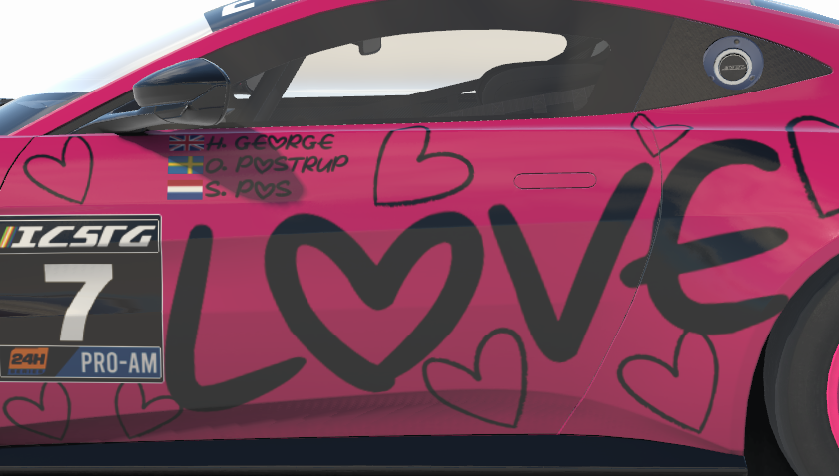 H. GEORGE
O. POSTRUP
S. POS
ICSTG
7
24H
PRO-AM
LOVE